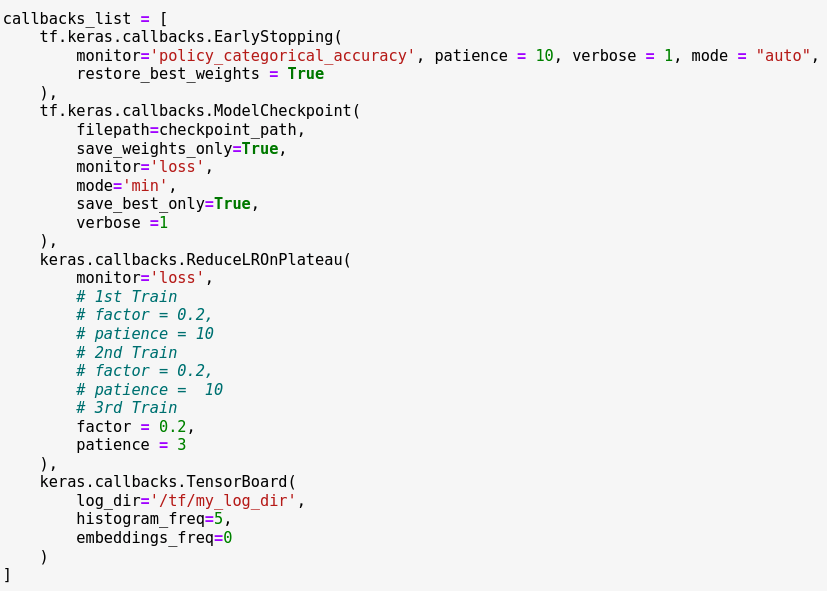 callbacks_list = [
    tf.keras.callbacks.EarlyStopping(
        monitor='policy_categorical_accuracy', patience = 10, verbose = 1, mode = "auto",
        restore_best_weights = True
    ),
    tf.keras.callbacks.ModelCheckpoint(
        filepath=checkpoint_path,
        save_weights_only=True,
        monitor='loss',
        mode='min',
        save_best_only=True,
        verbose =1
    ),
    keras.callbacks.ReduceLROnPlateau(
        monitor='loss',
        # 1st Train
        # factor = 0.2,
        # patience = 10
        # 2nd Train
        # factor = 0.2,
        # patience =  10
        # 3rd Train
        factor = 0.2,
        patience = 3
    ),
    keras.callbacks.TensorBoard(
        log_dir='/tf/my_log_dir',
        histogram_freq=5,
        embeddings_freq=0
    )
]